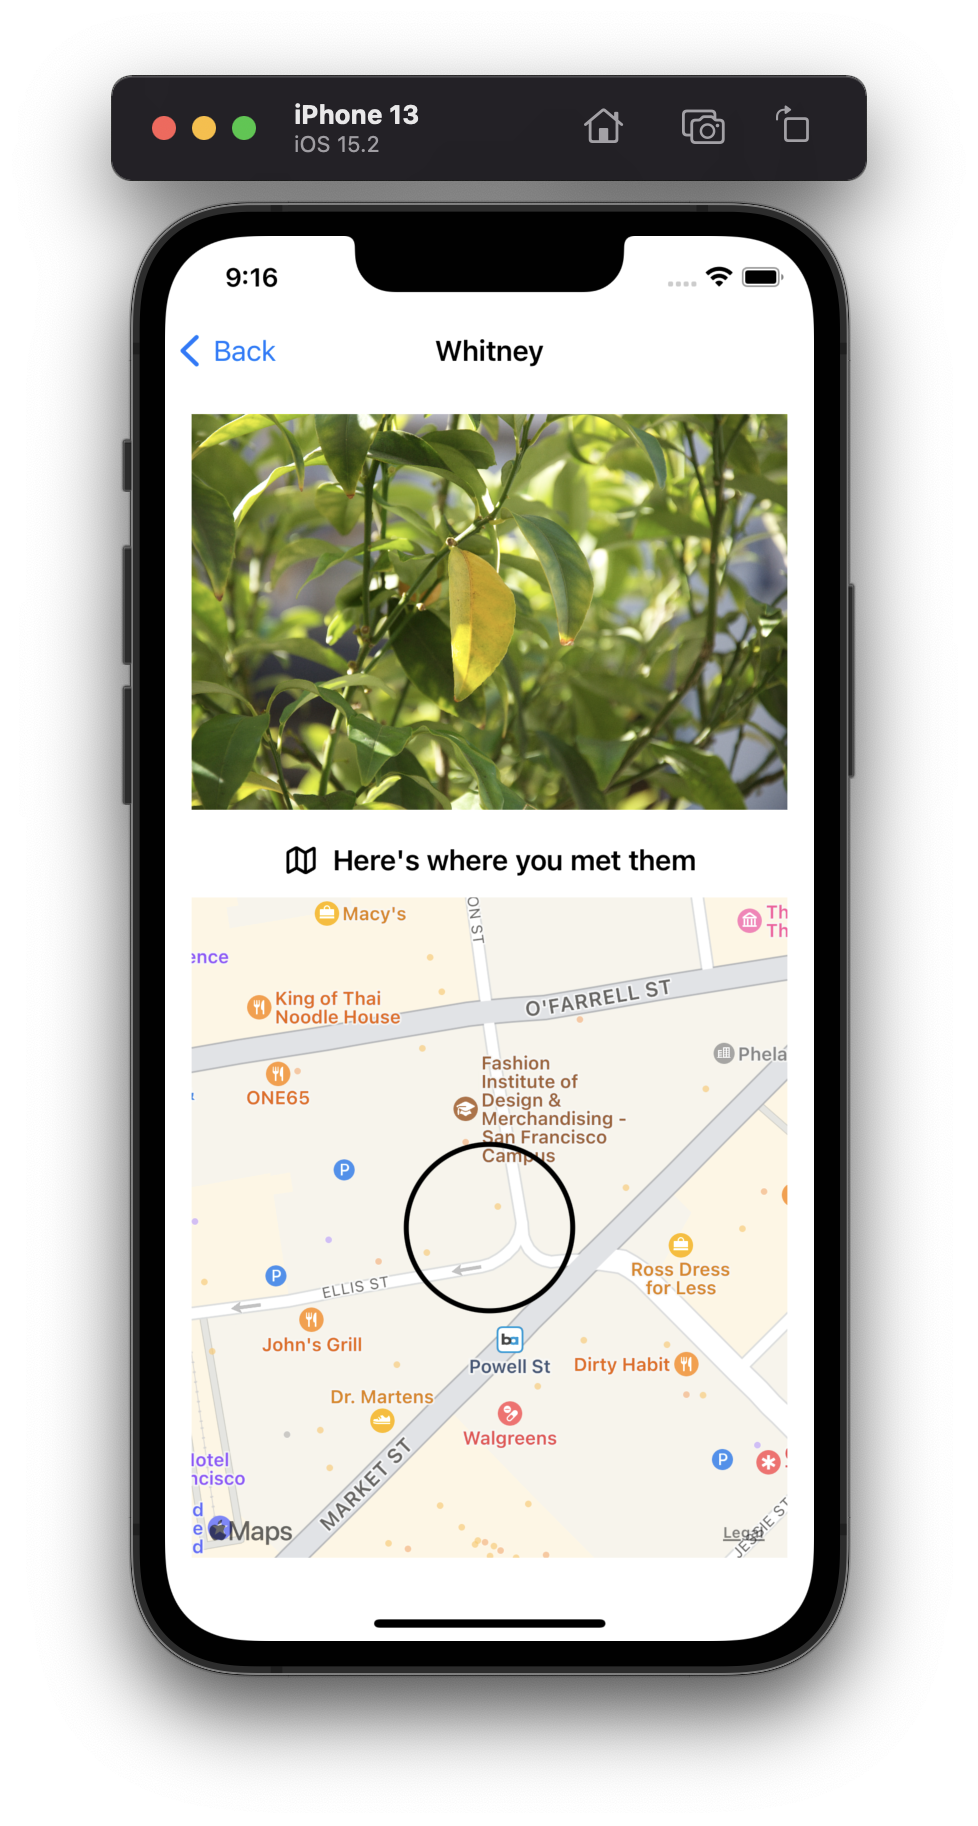 iPhone 13
iOS 15.2
9:16
Back
Whitney
Here's where you met them
Macy's
ON ST
Th
Th
ence
O'FARRELL ST
King of Thai
Noodle House
Phela
ONE65
Fashion
Institute of
Design &
Merchandising -
San Francisco
Campus
P
P
Ross Dress
for Less
ELLIS ST
John's Grill
ba
Powell St
Dirty Habit
Dr. Martens
Walgreens
MARKET ST
P
Hotel
ncisco
d
e
d
Maps
Legal
JESSIE ST